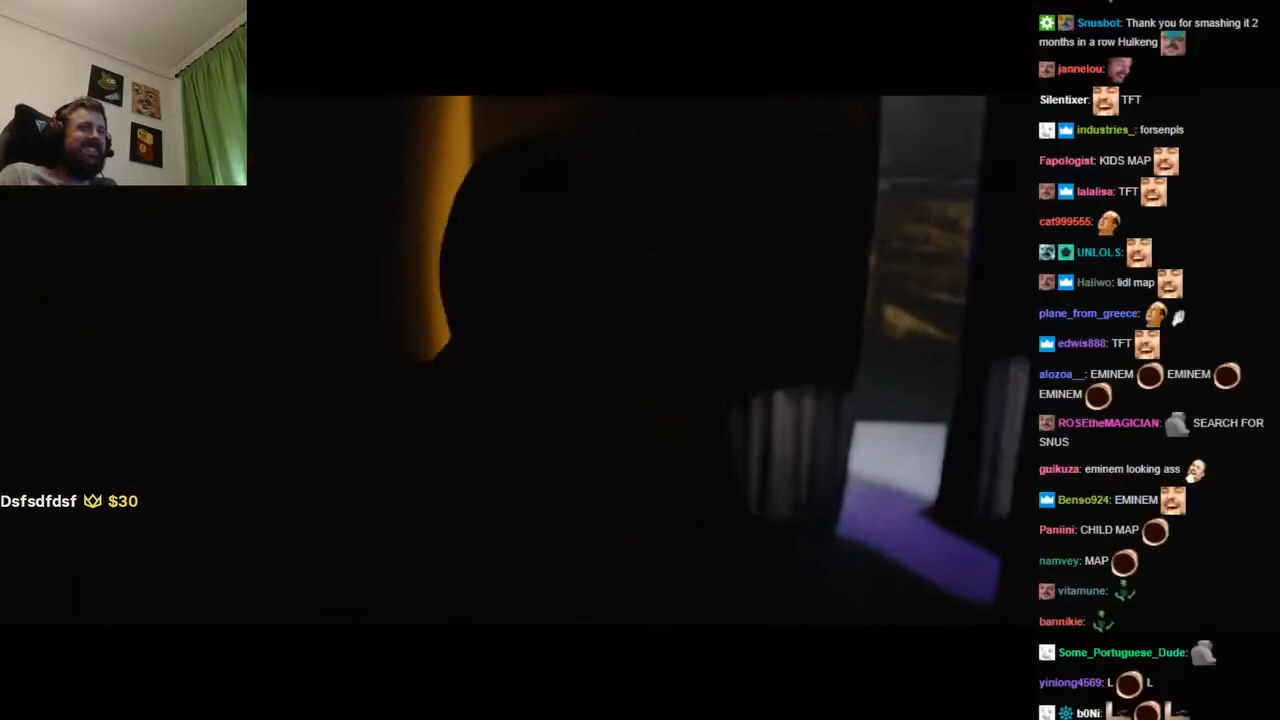 Snusbot: Thank you for smashing it 2
months in a row Hulkeng
jannelou:
Silentixer: TFT
industries_: forsenpls
Fapologist: KIDS MAP
lalalisa: TFT
cat999555:
UNLOLS:
Haliwo: lidl map
plane_from_greece:
edwis888: TFT
alozoa__: EMINEM EMINEM
EMINEM
ROSEtheMAGICIAN: SEARCH FOR
SNUS
guikuza: eminem looking ass
Dsfsdfdsf $30
Benso924: EMINEM
Paniini: CHILD MAP
namvey: MAP
vitamune:
bannikie:
Some_Portuguese_Dude:
yinlong4569: L L
b0Ni: